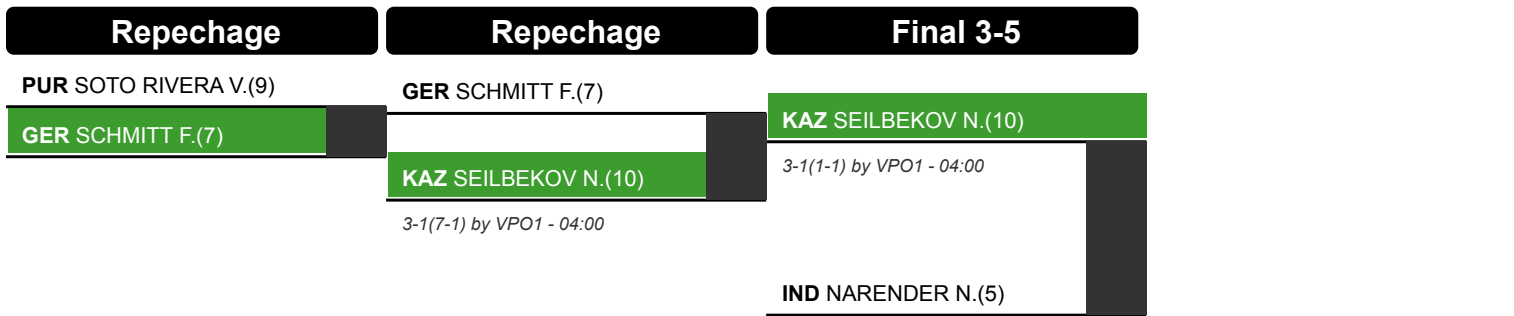 Repechage
Repechage
Final 3-5
PUR SOTO RIVERA V.(9)
GER SCHMITT F.(7)
GER SCHMITT F.(7)
KAZ SEILBEKOV N.(10)
3-1(7-1) by VPO1 - 04:00
KAZ SEILBEKOV N.(10)
3-1(1-1) by VPO1 - 04:00
IND NARENDER N.(5)